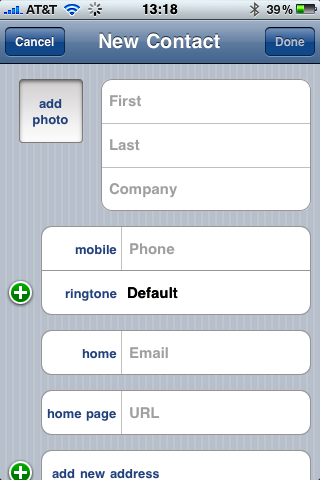 AT&T 13:18 39%
Cancel New Contact Done
add
photo
First
Last
Company
mobile Phone
ringtone Default
home Email
home page URL
add new address